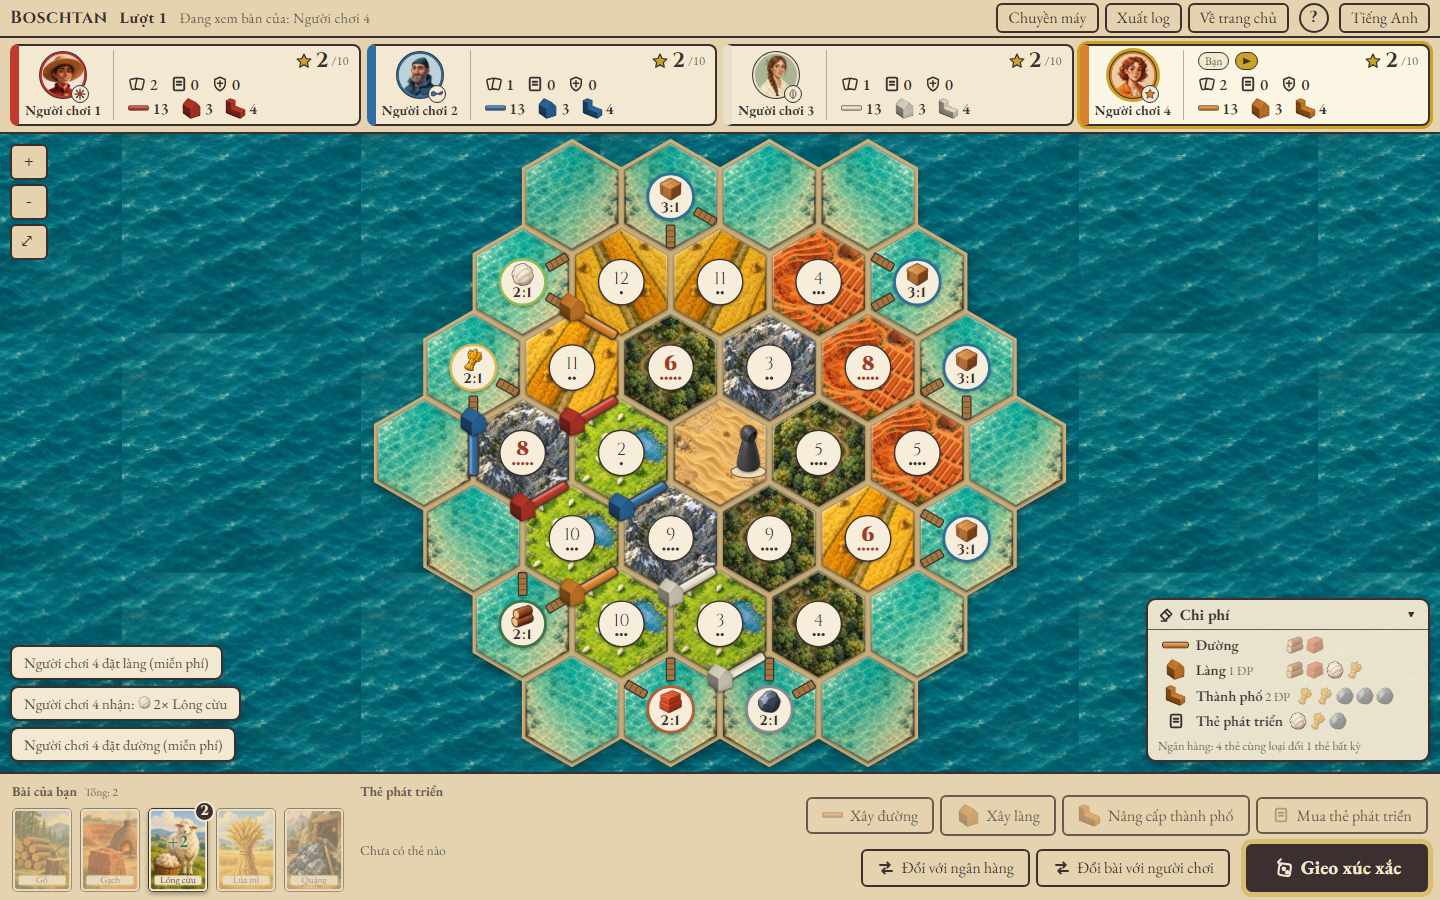 BOSCHTAN Lượt 1 Đang xem bàn của: Người chơi 4
Chuyền máy Xuất log Về trang chủ ? Tiếng Anh
Người chơi 1 2 /10 2 0 0 13 3 4
Người chơi 2 2 /10 1 0 0 13 3 4
Người chơi 3 2 /10 1 0 0 13 3 4
Người chơi 4 Bạn 2 /10 2 0 0 13 3 4
+
-
3:1
2:1 12 11 4 3:1
2:1 11 6 3 8 3:1
8 2 5 5
10 9 9 6 3:1
2:1 10 3 4
2:1 2:1
Người chơi 4 đặt làng (miễn phí)
Người chơi 4 nhận: 2× Lông cừu
Người chơi 4 đặt đường (miễn phí)
Chi phí
Đường
Làng 1 ĐP
Thành phố 2 ĐP
Thẻ phát triển
Ngân hàng: 4 thẻ cùng loại đổi 1 thẻ bất kỳ
Bài của bạn Tổng: 2
2
+2
Gỗ Gạch Lông cừu Lúa mì Quặng
Thẻ phát triển
Chưa có thẻ nào
Xây đường Xây làng Nâng cấp thành phố Mua thẻ phát triển
Đổi với ngân hàng Đổi bài với người chơi Gieo xúc xắc